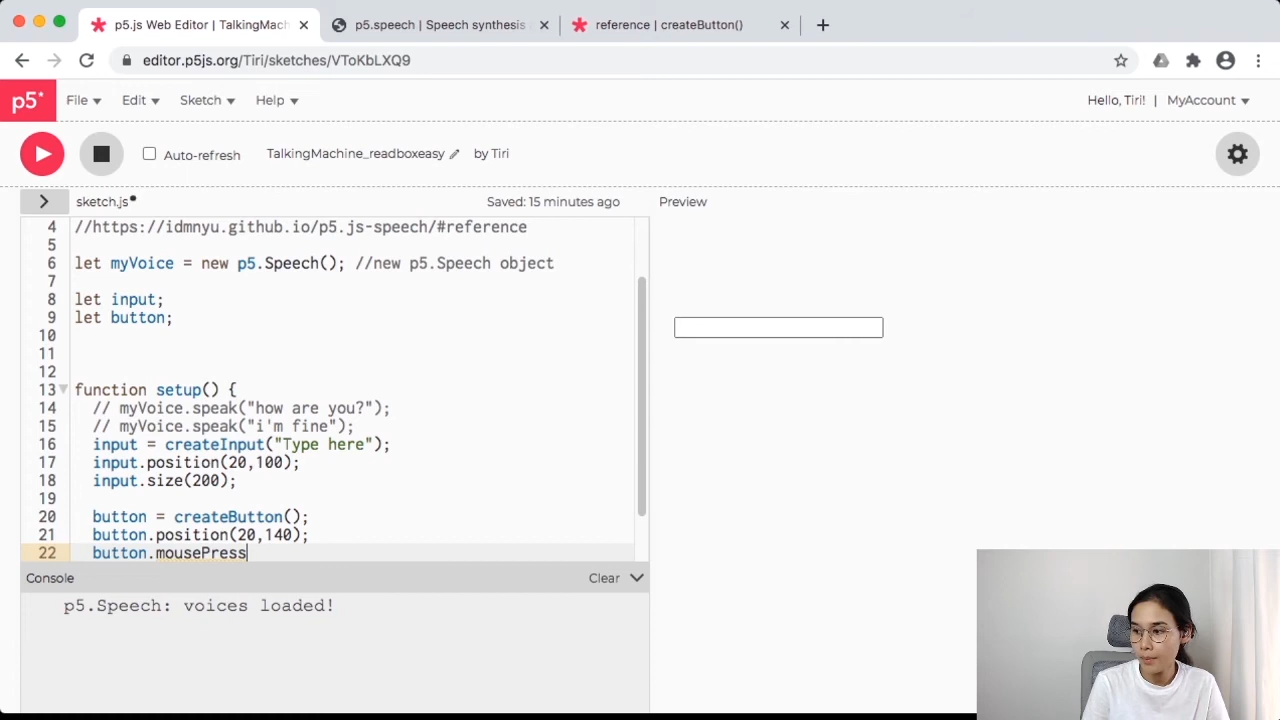 p5.js Web Editor | TalkingMach
p5.speech | Speech synthesis
reference | createButton()
editor.p5js.org/Tiri/sketches/VToKbLXQ9
p5* File Edit Sketch Help Hello, Tiri! | MyAccount
Auto-refresh TalkingMachine_readboxeasy by Tiri
sketch.js Saved: 15 minutes ago Preview
4 //https://idmnyu.github.io/p5.js-speech/#reference
5
6 let myVoice = new p5.Speech(); //new p5.Speech object
7
8 let input;
9 let button;
10
11
12
13 function setup() {
14 // myVoice.speak("how are you?");
15 // myVoice.speak("i'm fine");
16 input = createInput("Type here");
17 input.position(20,100);
18 input.size(200);
19
20 button = createButton();
21 button.position(20,140);
22 button.mousePress
Console Clear
p5.Speech: voices loaded!